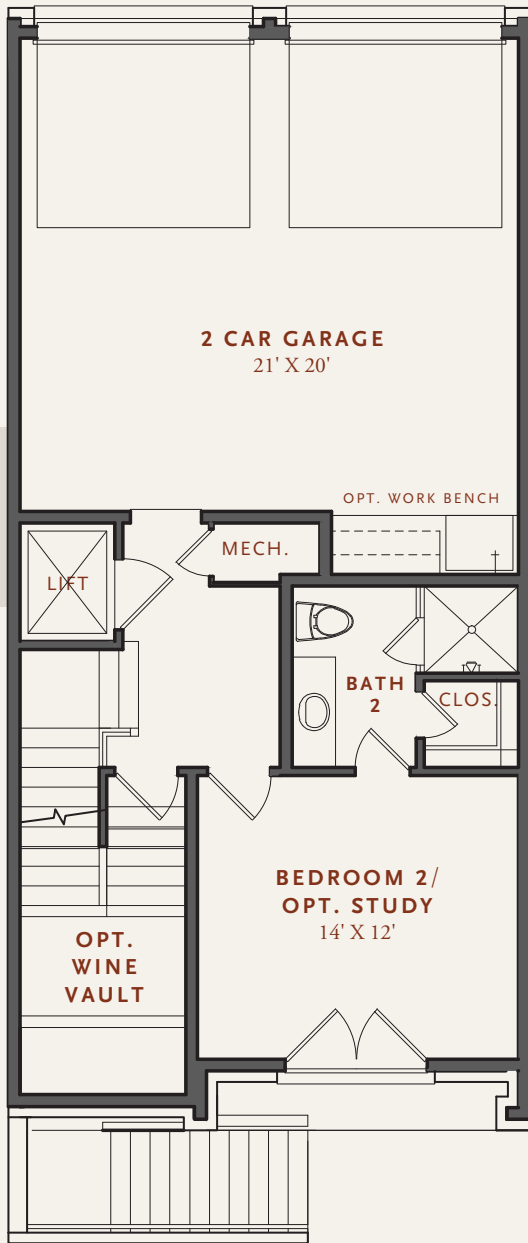 2 CAR GARAGE
21' X 20'
OPT. WORK BENCH
MECH.
LIFT
BATH
2
CLOS.
BEDROOM 2/
OPT. STUDY
14' X 12'
OPT.
WINE
VAULT